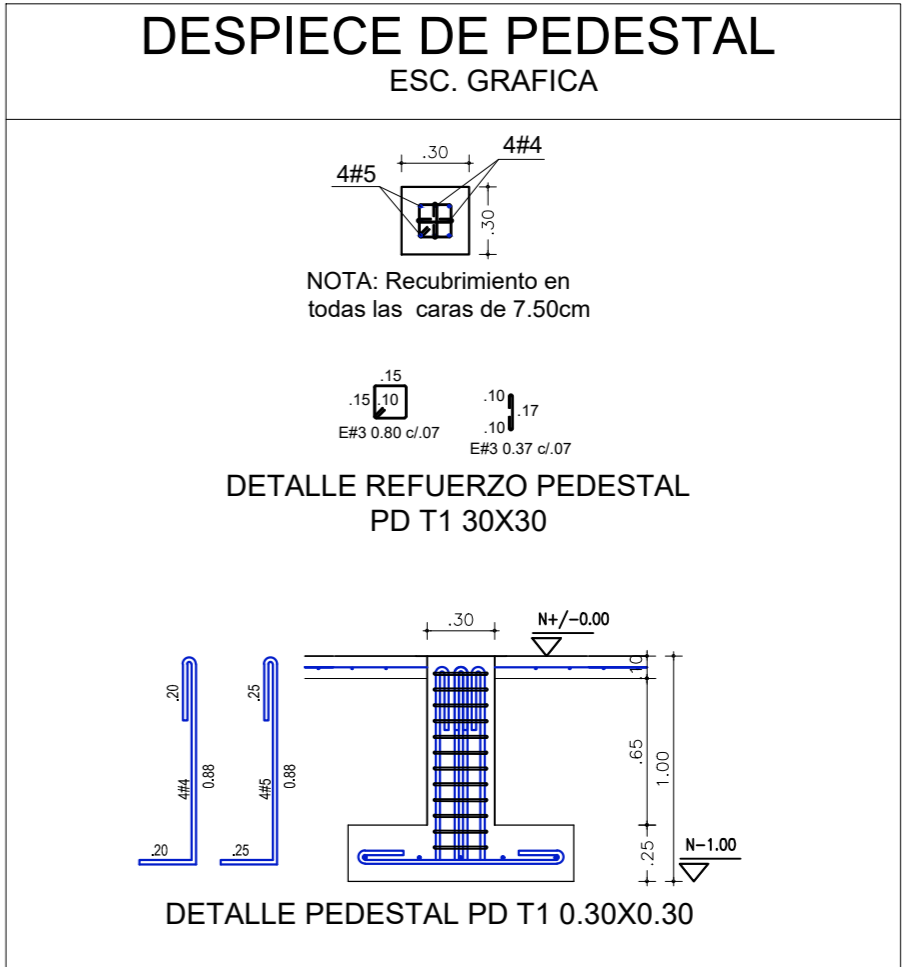 DESPIECE DE PEDESTAL
ESC. GRAFICA
.30
4#4
4#5
.30
NOTA: Recubrimiento en
todas las caras de 7.50cm
.15
.15
.10
E#3 0.80 c/.07
.10
.17
.10
E#3 0.37 c/.07
DETALLE REFUERZO PEDESTAL
PD T1 30X30
.30
N+/-0.00
.10
.20
4#4
0.88
.20
.25
4#5
0.88
.25
.65
1.00
.25
N-1.00
DETALLE PEDESTAL PD T1 0.30X0.30